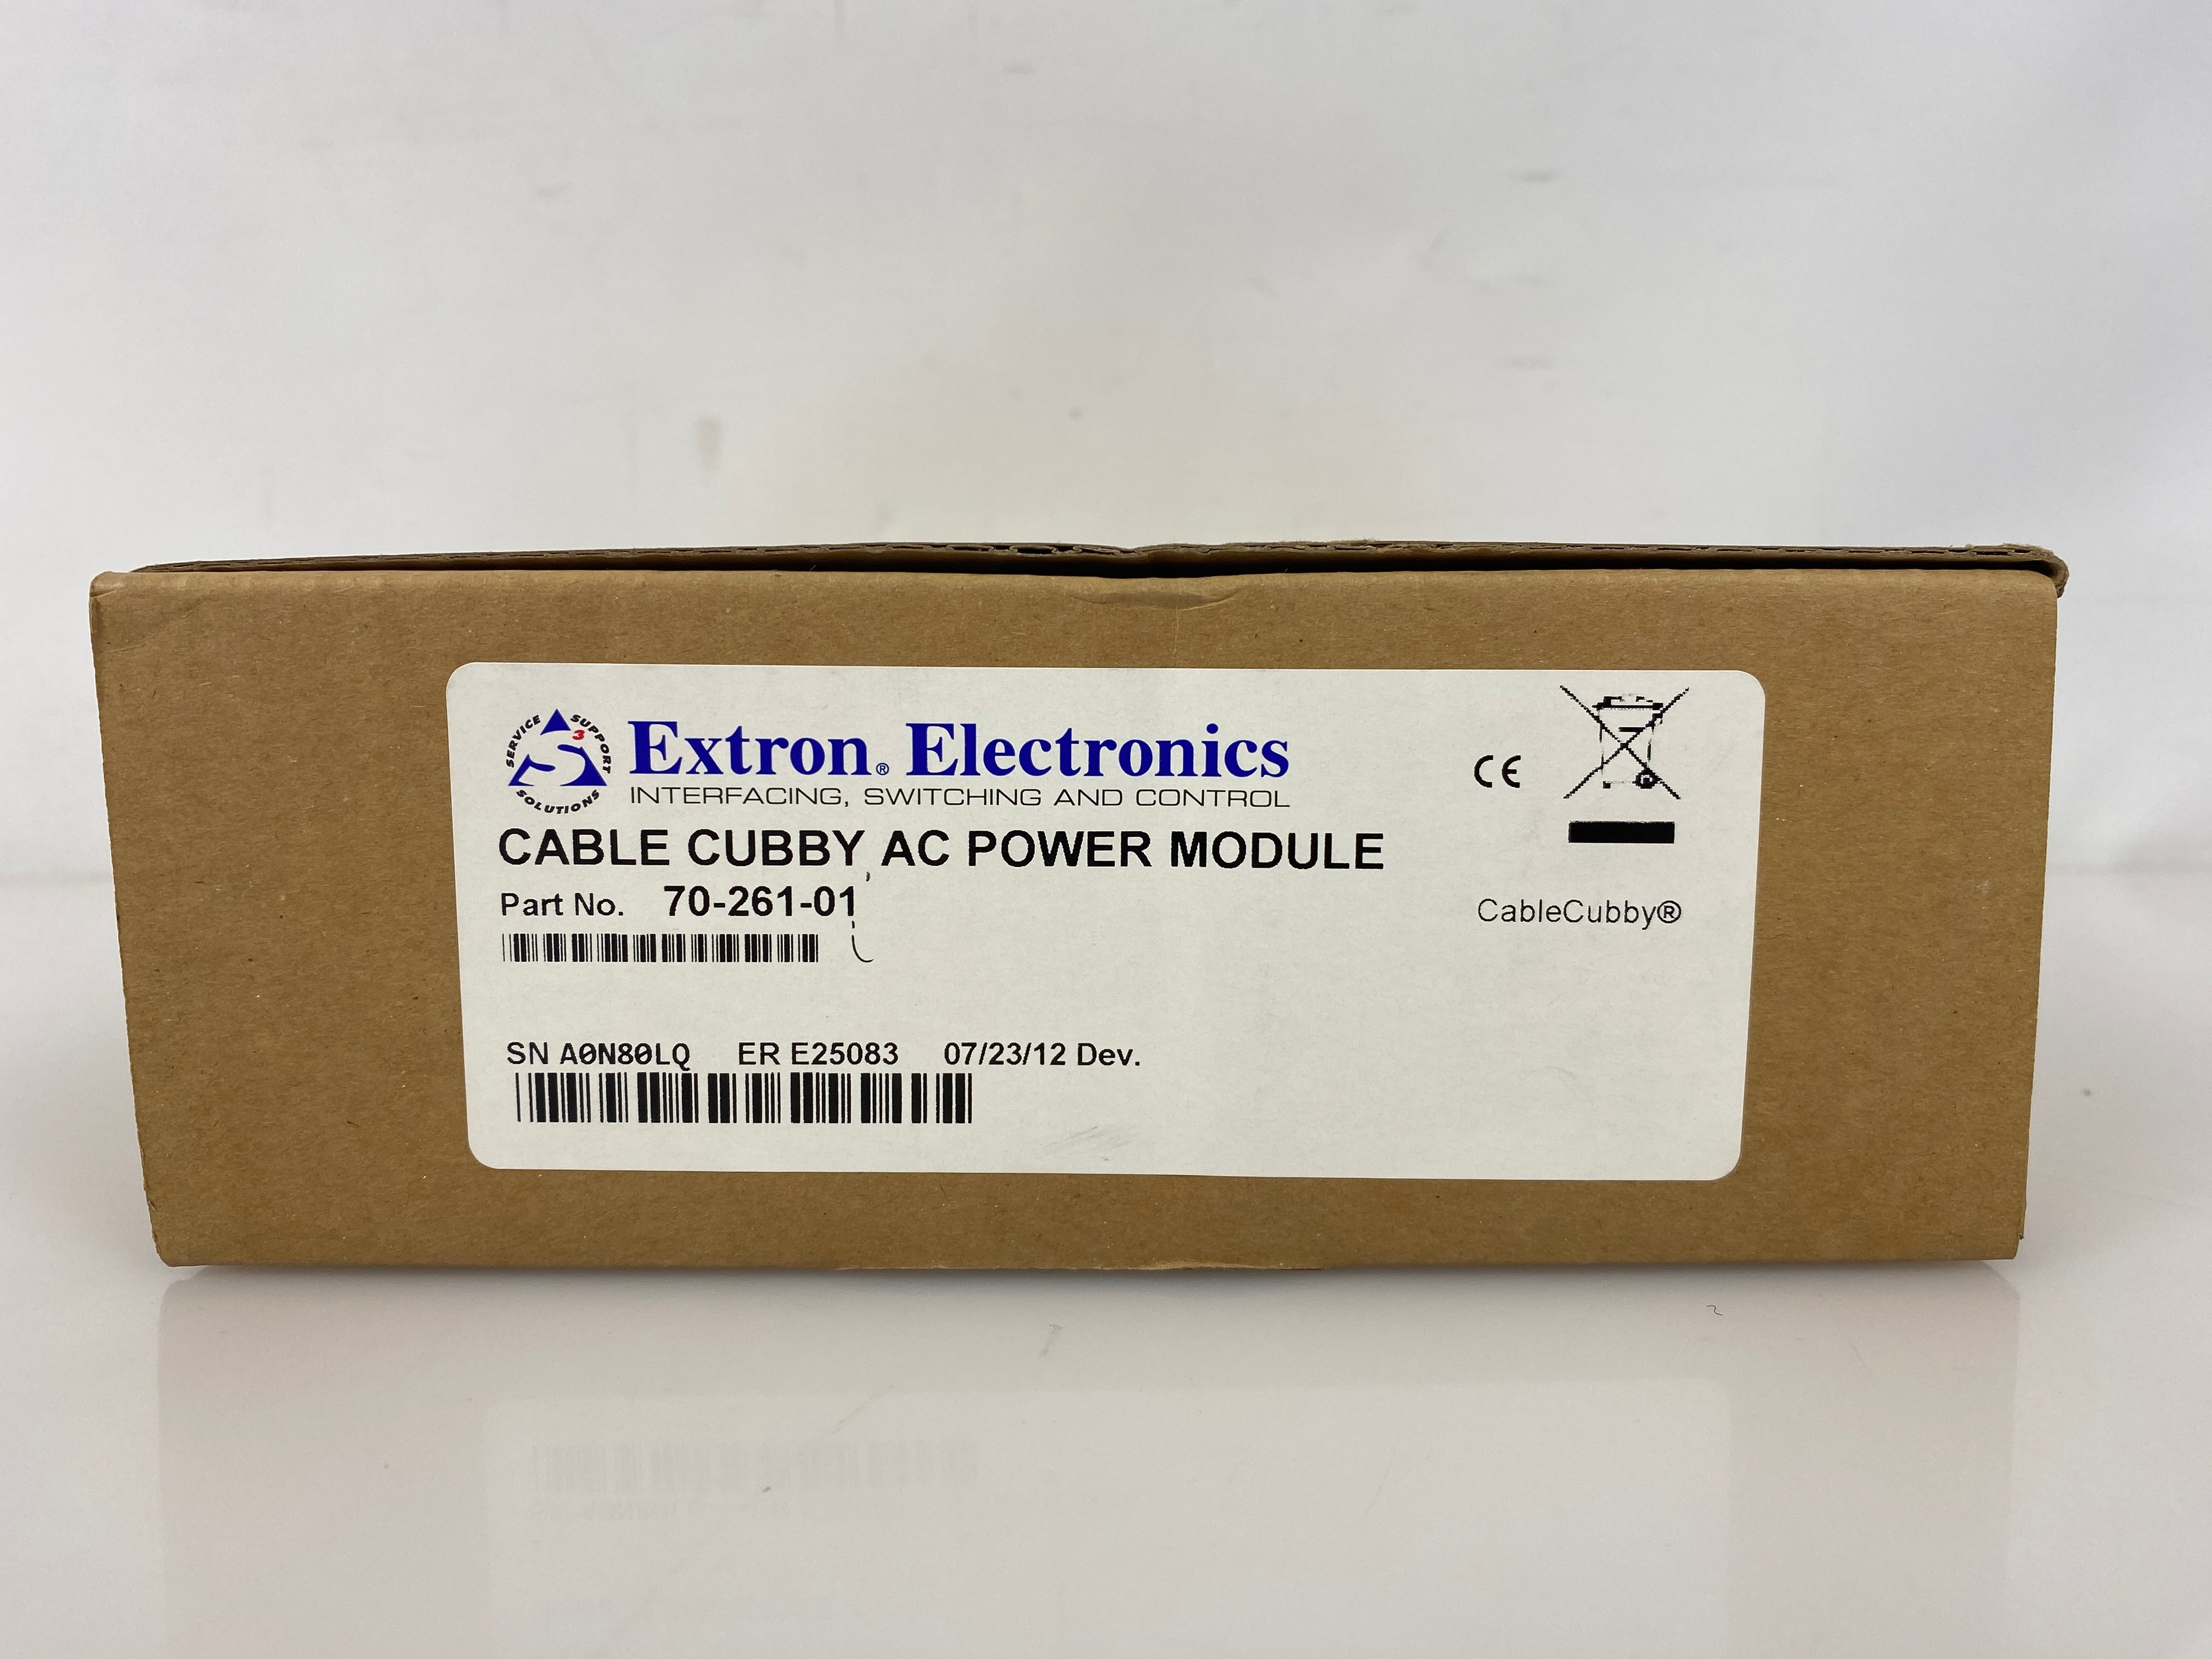 SERVICE SUPPORT SOLUTIONS
S3
Extron® Electronics
INTERFACING, SWITCHING AND CONTROL
CE
CABLE CUBBY AC POWER MODULE
Part No. 70-261-01
CableCubby®
SN A0N80LQ ER E25083 07/23/12 Dev.